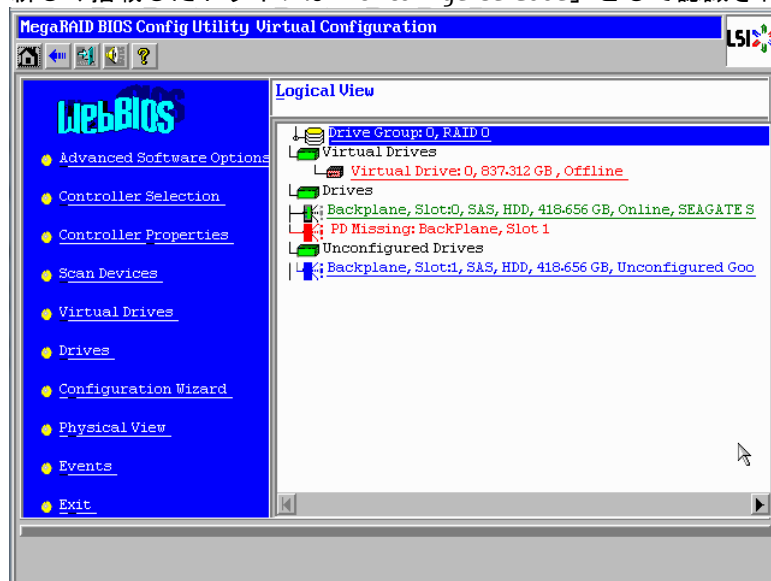 MegaRAID BIOS Config Utility Virtual Configuration
LSI
WebBIOS
Advanced Software Options
Controller Selection
Controller Properties
Scan Devices
Virtual Drives
Drives
Configuration Wizard
Physical View
Events
Exit
Logical View
Drive Group: 0, RAID 0
Virtual Drives
Virtual Drive: 0, 837.312 GB, Offline
Drives
Backplane, Slot:0, SAS, HDD, 418.656 GB, Online, SEAGATE S
PD Missing: BackPlane, Slot 1
Unconfigured Drives
Backplane, Slot:1, SAS, HDD, 418.656 GB, Unconfigured Goo